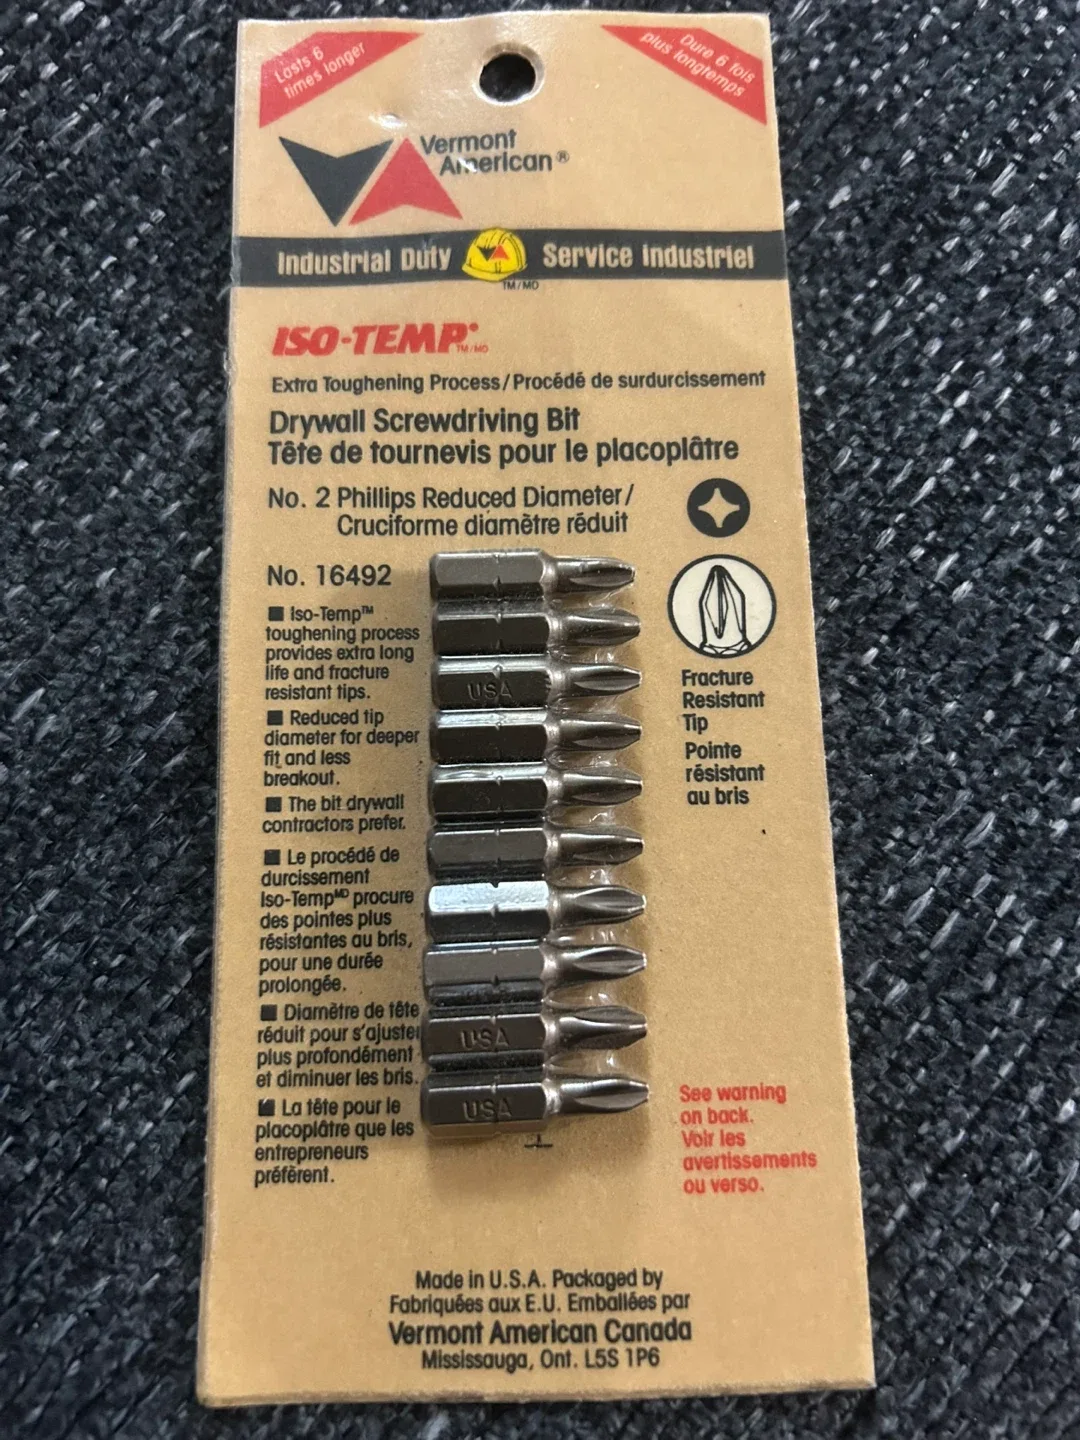 Lasts 6
times longer
Dure 6 fois
plus longtemps
Vermont
American®
Industrial Duty
Service Industriel
TM/MD
ISO-TEMP
TM/MD
Extra Toughening Process/Procédé de surdurcissement
Drywall Screwdriving Bit
Tête de tournevis pour le placoplâtre
No. 2 Phillips Reduced Diameter/
Cruciforme diamètre réduit
No. 16492
■ Iso-Temp™
toughening process
provides extra long
life and fracture
resistant tips.
■ Reduced tip
diameter for deeper
fit and less
breakout.
■ The bit drywall
contractors prefer.
■ Le procédé de
durcissement
Iso-Tempᴹᴰ procure
des pointes plus
résistantes au bris,
pour une durée
prolongée.
■ Diamètre de tête
réduit pour s'ajuster
plus profondément
et diminuer les bris.
■ La tête pour le
placoplâtre que les
entrepreneurs
préfèrent.
USA
USA
USA
Fracture
Resistant
Tip
Pointe
résistant
au bris
See warning
on back.
Voir les
avertissements
ou verso.
Made in U.S.A. Packaged by
Fabriquées aux E.U. Emballées par
Vermont American Canada
Mississauga, Ont. L5S 1P6